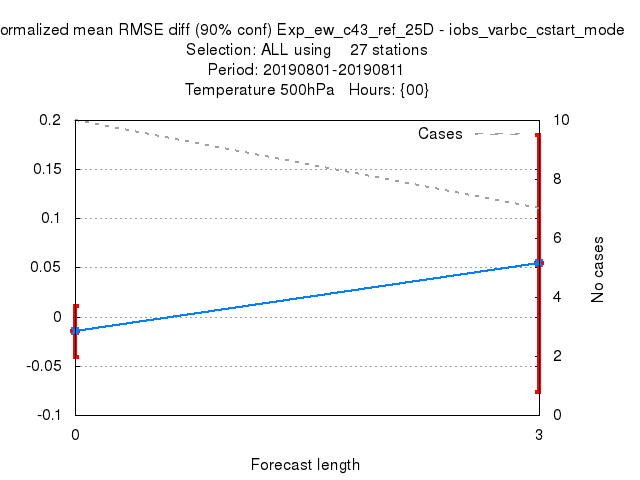 ormalized mean RMSE diff (90% conf) Exp_ew_c43_ref_25D - iobs_varbc_cstart_mode
Selection: ALL using 27 stations
Period: 20190801-20190811
Temperature 500hPa Hours: {00}
0.2
0.15
0.1
0.05
0
-0.05
-0.1
Cases
10
8
6
4
2
0
No cases
0
3
Forecast length